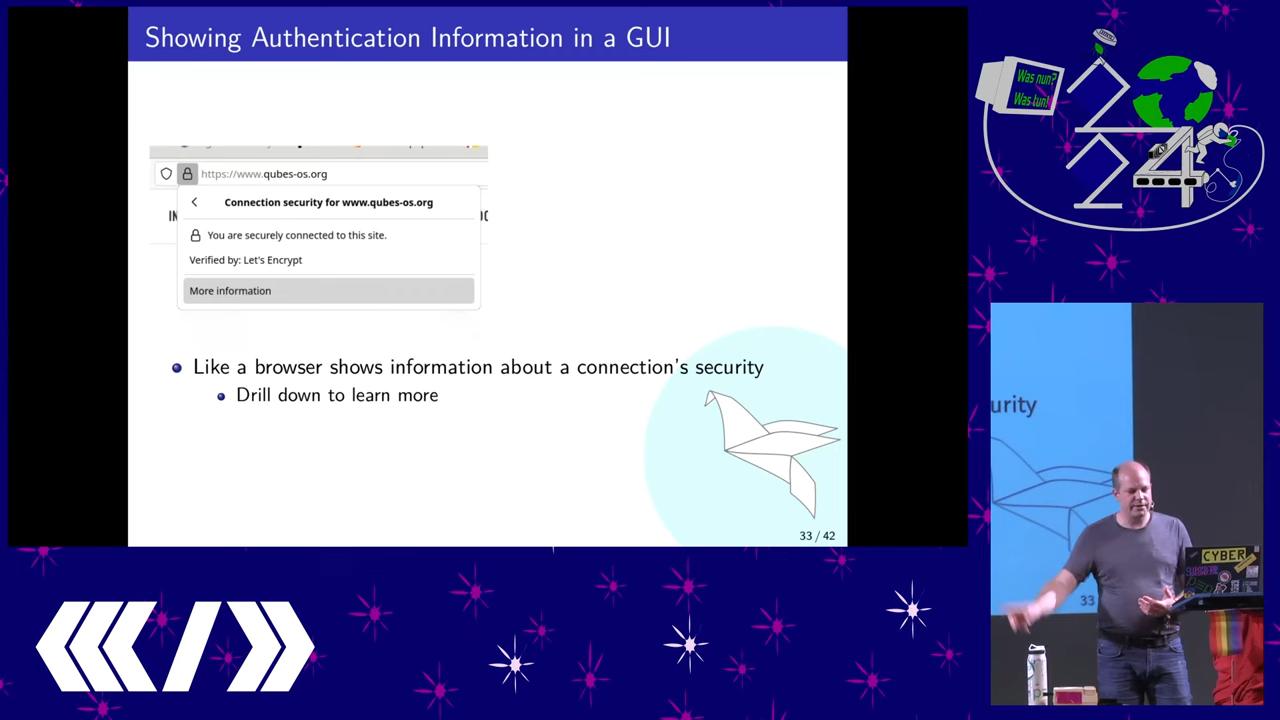 Showing Authentication Information in a GUI
https://www.qubes-os.org
Connection security for www.qubes-os.org
You are securely connected to this site.
Verified by: Let's Encrypt
More information
Like a browser shows information about a connection's security
Drill down to learn more
33 / 42
Was nun?
Was tun!
24
urity
33
CYBER